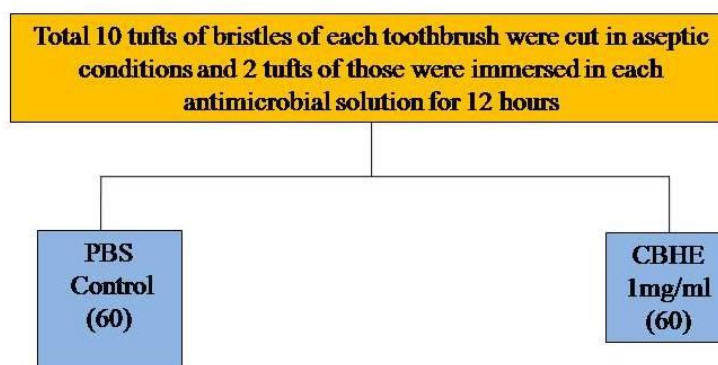 Total 10 tufts of bristles of each toothbrush were cut in aseptic
conditions and 2 tufts of those were immersed in each
antimicrobial solution for 12 hours
PBS
Control
(60)
CBHE
1mg/ml
(60)